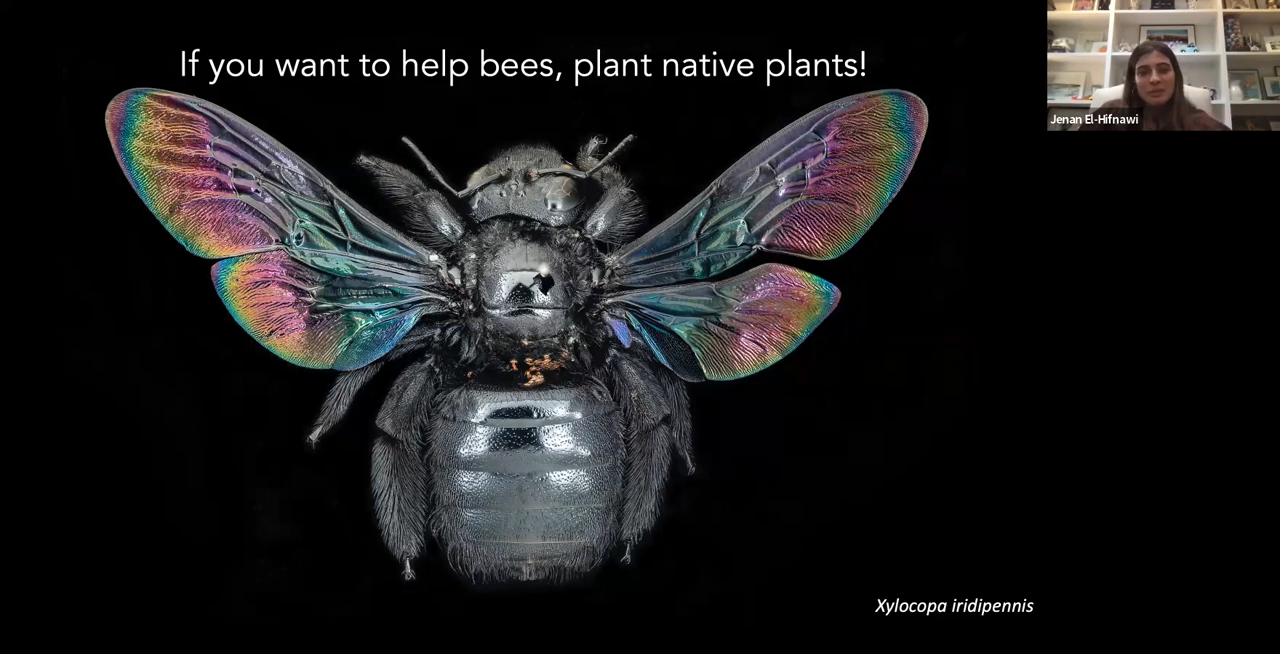 If you want to help bees, plant native plants!
Jenan El-Hifnawi
Xylocopa iridipennis